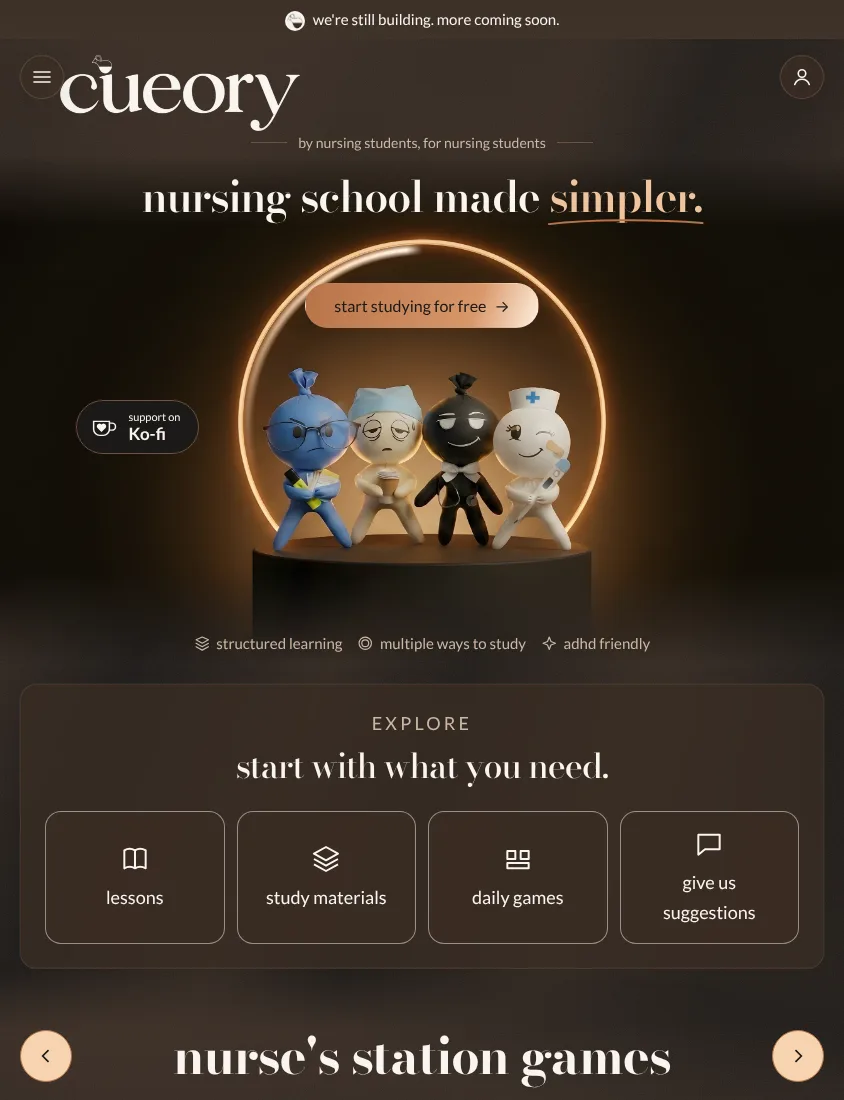 we're still building. more coming soon.
cueory
by nursing students, for nursing students
nursing school made simpler.
start studying for free →
support on
Ko-fi
structured learning
multiple ways to study
adhd friendly
EXPLORE
start with what you need.
lessons
study materials
daily games
give us
suggestions
nurse's station games